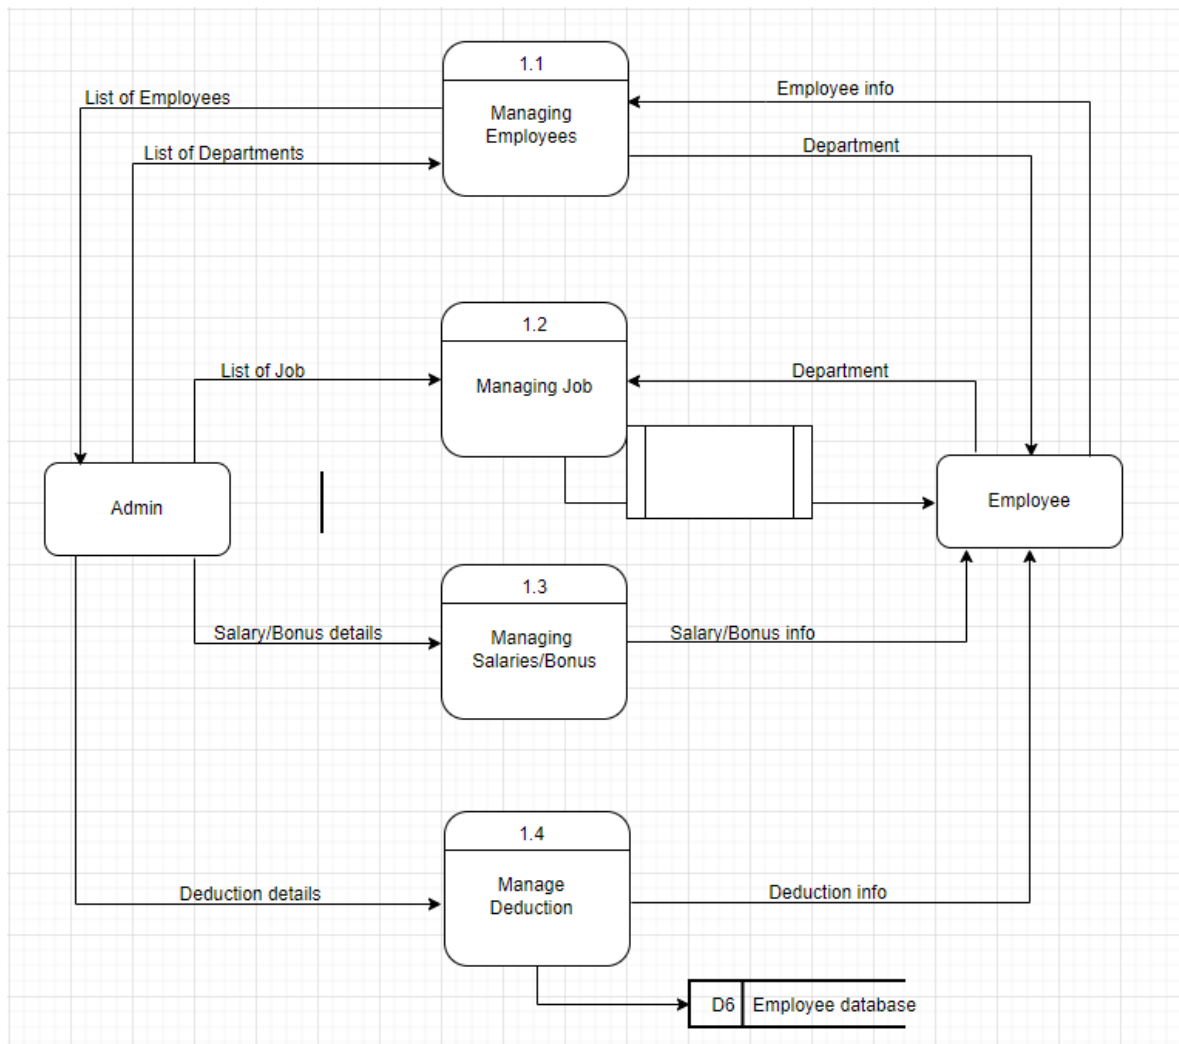 1.1
Managing
Employees
List of Employees
Employee info
List of Departments
Department
1.2
Managing Job
List of Job
Department
Admin
Employee
1.3
Managing
Salaries/Bonus
Salary/Bonus details
Salary/Bonus info
1.4
Manage
Deduction
Deduction details
Deduction info
D6
Employee database